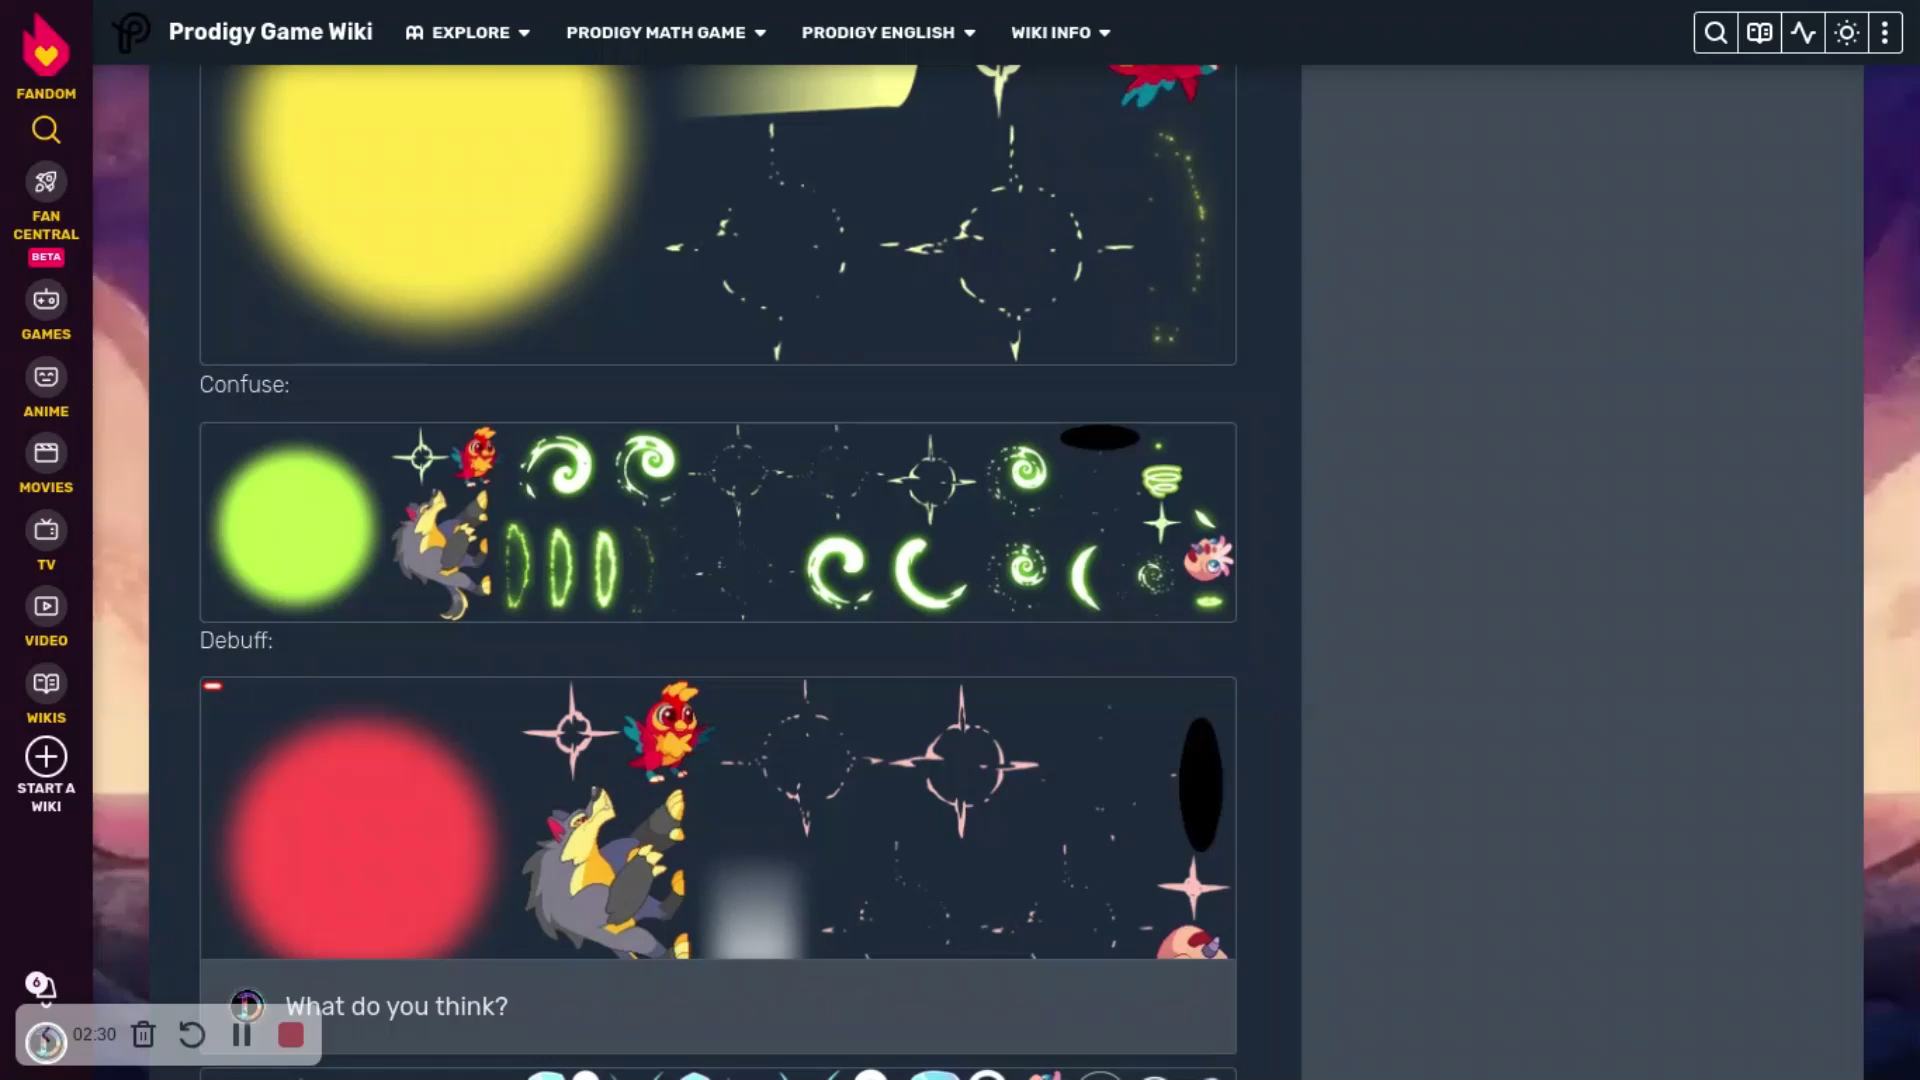 Prodigy Game Wiki
EXPLORE
PRODIGY MATH GAME
PRODIGY ENGLISH
WIKI INFO
FANDOM
FAN
CENTRAL
BETA
GAMES
ANIME
MOVIES
TV
VIDEO
WIKIS
START A
WIKI
6
Confuse:
Debuff:
What do you think?
02:30